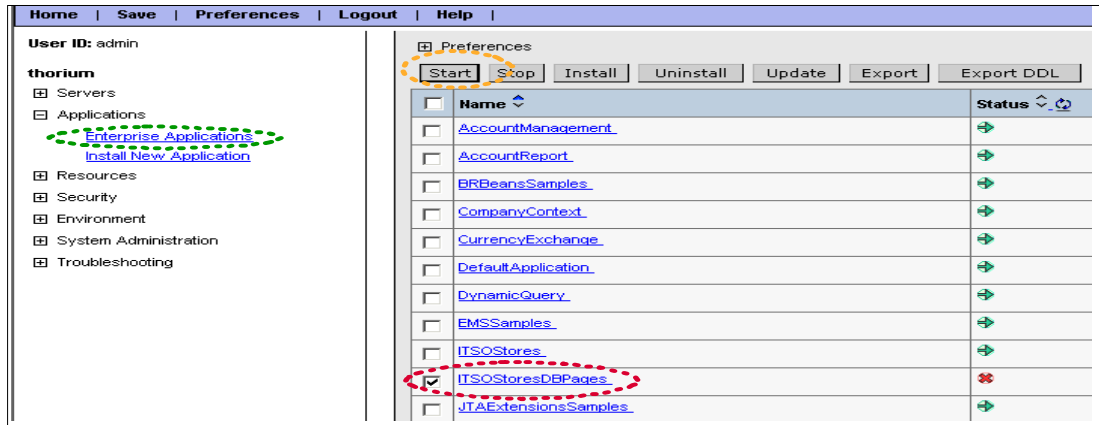 Home | Save | Preferences | Logout | Help |
User ID: admin
thorium
Servers
Applications
Enterprise Applications
Install New Application
Resources
Security
Environment
System Administration
Troubleshooting
Preferences
Start Stop Install Uninstall Update Export Export DDL
Name Status
AccountManagement
AccountReport
BRBeansSamples
CompanyContext
CurrencyExchange
DefaultApplication
DynamicQuery
EMSSamples
ITSOStores
ITSOStoresDBPages
JTAExtensionsSamples